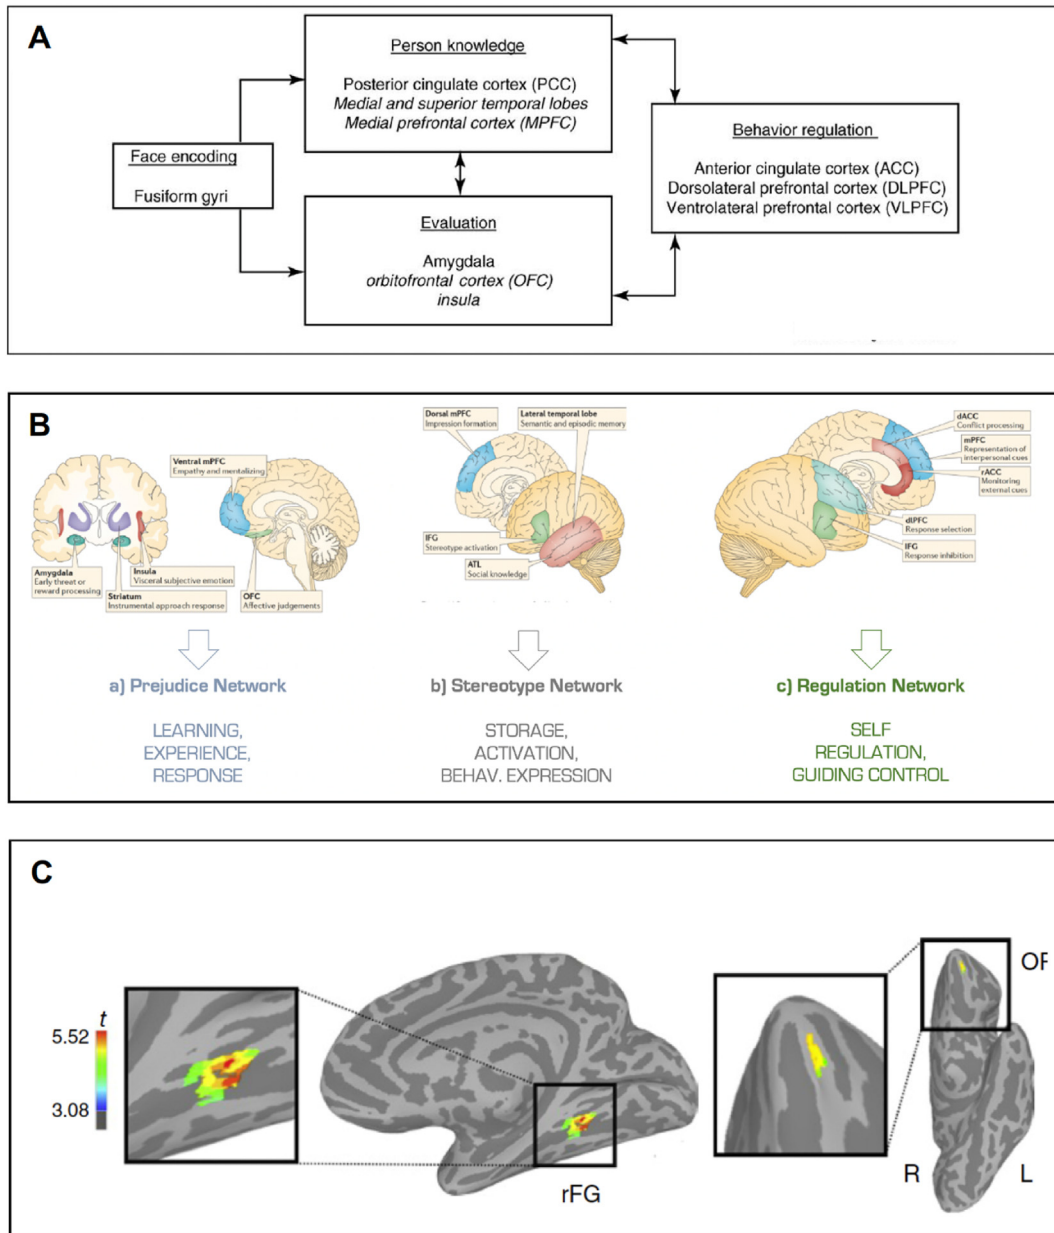 A
Person knowledge
Posterior cingulate cortex (PCC)
Medial and superior temporal lobes
Medial prefrontal cortex (MPFC)
Face encoding
Fusiform gyri
Evaluation
Amygdala
orbitofrontal cortex (OFC)
insula
Behavior regulation
Anterior cingulate cortex (ACC)
Dorsolateral prefrontal cortex (DLPFC)
Ventrolateral prefrontal cortex (VLPFC)
B
Ventral mPFC
Empathy and mentalizing
Amygdala
Early threat or
reward processing
Insula
Visceral subjective emotion
Striatum
Instrumental approach response
OFC
Affective judgements
a) Prejudice Network
LEARNING,
EXPERIENCE,
RESPONSE
Dorsal mPFC
Impression formation
Lateral temporal lobe
Semantic and episodic memory
IFG
Stereotype activation
ATL
Social knowledge
b) Stereotype Network
STORAGE,
ACTIVATION,
BEHAV. EXPRESSION
dACC
Conflict processing
mPFC
Representation of
interpersonal cues
rACC
Monitoring
external cues
dlPFC
Response selection
IFG
Response inhibition
c) Regulation Network
SELF
REGULATION,
GUIDING CONTROL
C
t
5.52
3.08
rFG
OF
R
L